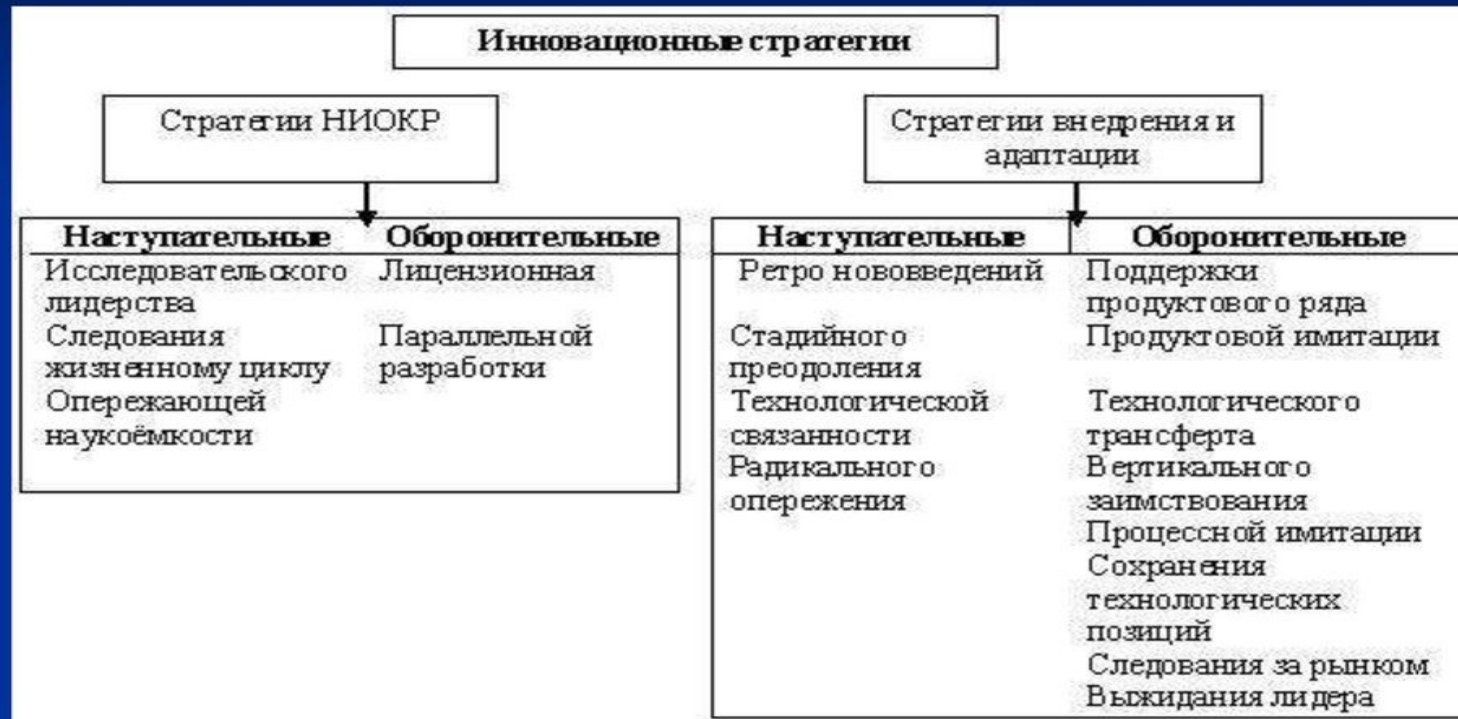 Инновационные стратегии
Стратегии НИОКР
Стратегии внедрения и
адаптации
Наступательные Оборонительные
Исследовательского Лицензионная
лидерства
Следования Параллельной
жизненному циклу разработки
Опережающей
наукоёмкости
Наступательные Оборонительные
Ретро нововведений Поддержки
продуктового ряда
Стадийного Продуктовой имитации
преодоления
Технологической Технологического
связанности трансферта
Радикального Вертикального
опережения заимствования
Процессной имитации
Сохранения
технологических
позиций
Следования за рынком
Выжидания лидера